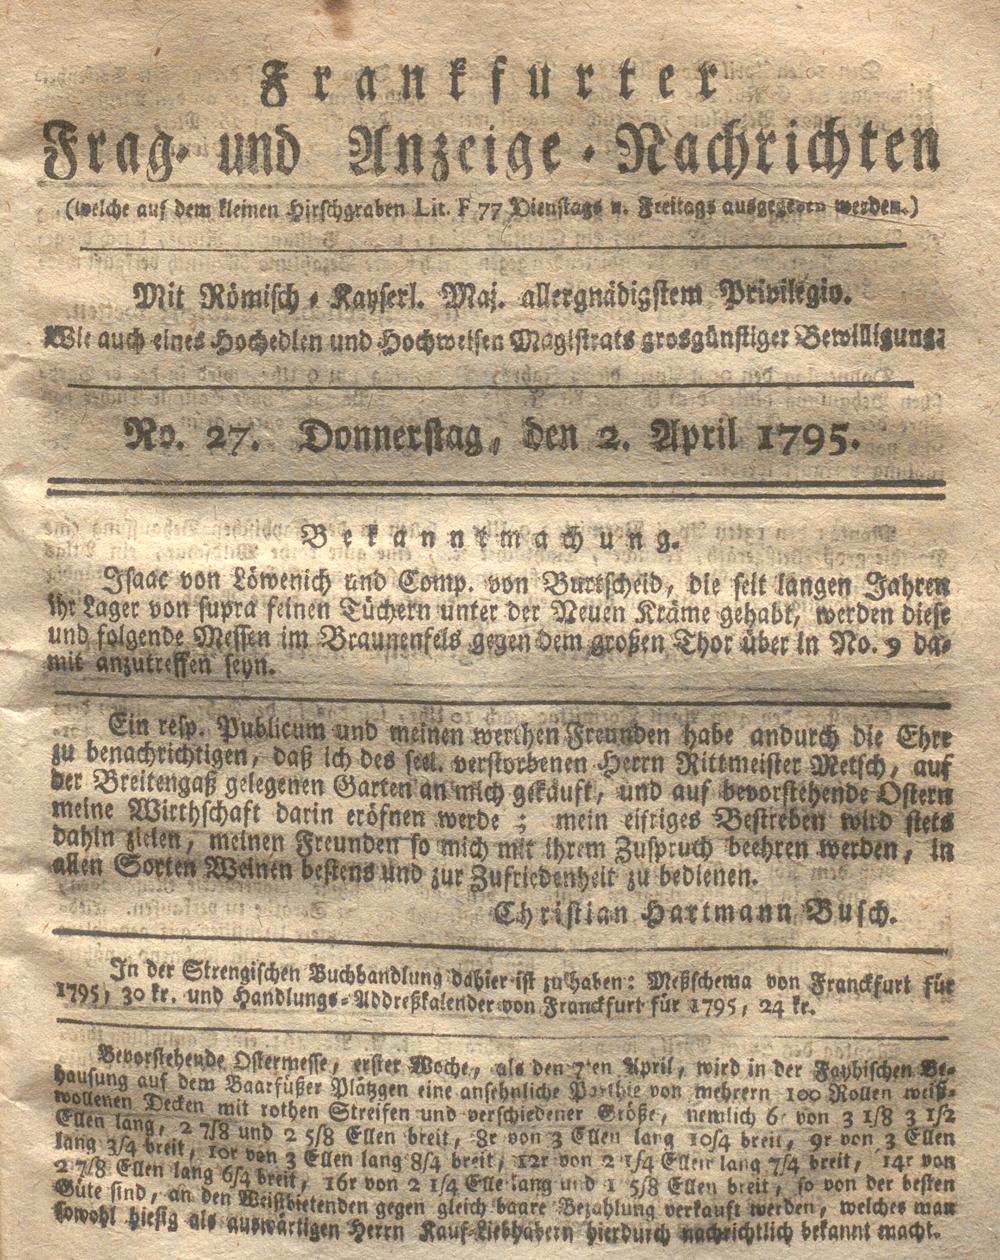 Frankfurter
Frag- und Anzeige-Nachrichten
(welche auf dem kleinen Hirschgraben Lit. F 77 Dienstags u. Freitags ausgegeben werden.)
Mit Römisch-Kayserl. Maj. allergnädigstem Privilegio.
Wie auch eines Hochedlen und Hochweisen Magistrats grosgünstiger Bewilligung:
No. 27. Donnerstag, den 2. April 1795.
Bekanntmachung.
Isaac von Löwenich und Comp. von Burtscheid, die seit langen Jahren
ihr Lager von supra feinen Tüchern unter der Neuen Kräme gehabt, werden diese
und folgende Messen im Braunenfels gegen dem großen Thor über in No. 9 da-
mit anzutreffen seyn.
Ein resp. Publicum und meinen werthen Freunden habe andurch die Ehre
zu benachrichtigen, daß ich des seel. verstorbenen Herrn Rittmeister Metsch, auf
der Breitengaß gelegenen Garten an mich gekauft, und auf bevorstehende Ostern
meine Wirthschaft darin eröfnen werde; mein eifriges Bestreben wird stets
dahin zielen, meinen Freunden so mich mit ihrem Zuspruch beehren werden, in
allen Sorten Weinen bestens und zur Zufriedenheit zu bedienen.
Christian Hartmann Busch.
In der Strengischen Buchhandlung dahier ist zu haben: Meßschema von Franckfurt für
1795, 30 kr. und Handlungs-Addreßkalender von Franckfurt für 1795, 24 kr.
Bevorstehende Ostermesse, erster Woche, als den 7ten April, wird in der Faybischen Be-
hausung auf dem Baarfüßer Plätzgen eine ansehnliche Parthie von mehrern 100 Rollen weiß-
wollenen Decken mit rothen Streifen und verschiedener Größe, nemlich 6r von 3 1/8 3 1/2
Ellen lang, 2 7/8 und 2 5/8 Ellen breit, 8r von 3 Ellen lang 10/4 breit, 9r von 3 Ellen
lang 3/4 breit, 10r von 3 Ellen lang 8/4 breit, 12r von 2 1/4 Ellen lang 7/4 breit, 14r von
2 7/8 Ellen lang 6/4 breit, 16r von 2 1/4 Elle lang und 1 5/8 Ellen breit, so von der besten
Güte sind, an den Meistbietenden gegen gleich baare Bezahlung verkauft werden, welches man
sowohl hiesig als auswärtigen Herrn Kauf-Liebhabern hierdurch nachrichtlich bekannt macht.